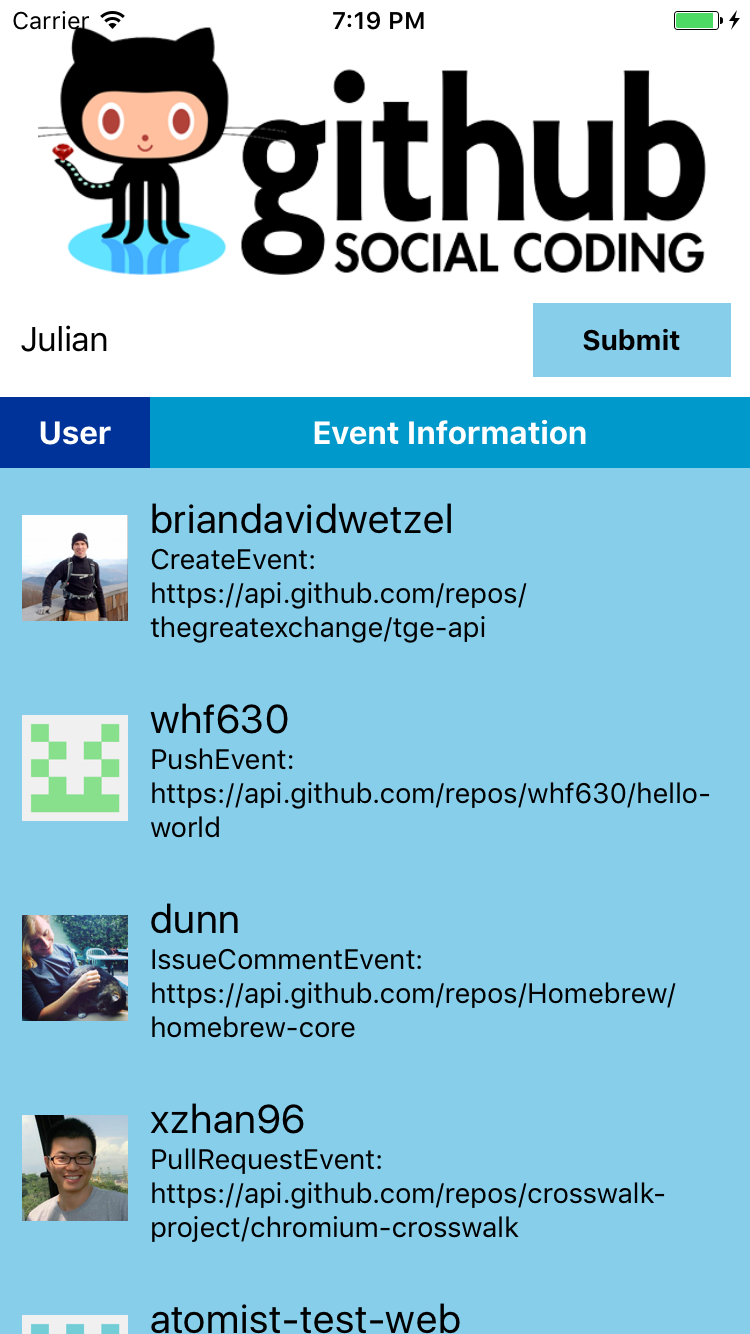 Carrier 7:19 PM
github
SOCIAL CODING
Julian Submit
User Event Information
briandavidwetzel
CreateEvent:
https://api.github.com/repos/
thegreatexchange/tge-api
whf630
PushEvent:
https://api.github.com/repos/whf630/hello-
world
dunn
IssueCommentEvent:
https://api.github.com/repos/Homebrew/
homebrew-core
xzhan96
PullRequestEvent:
https://api.github.com/repos/crosswalk-
project/chromium-crosswalk
atomist-test-web